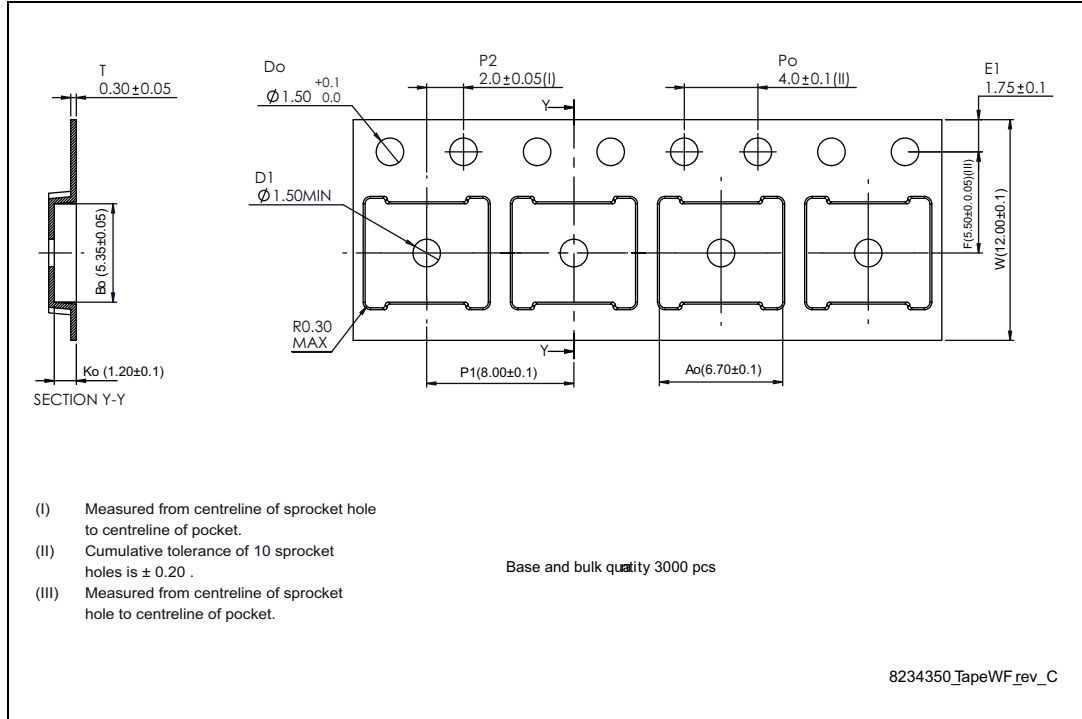 T
0.30±0.05
Do
Ø1.50 +0.1 0.0
P2
2.0±0.05(I)
Po
4.0±0.1(II)
E1
1.75±0.1
Y
D1
Ø1.50MIN
Bo (5.35±0.05)
F(5.50±0.0.05)(III)
W(12.00±0.1)
R0.30
MAX
Y
Ko (1.20±0.1)
P1(8.00±0.1)
Ao(6.70±0.1)
SECTION Y-Y
(I) Measured from centreline of sprocket hole
to centreline of pocket.
(II) Cumulative tolerance of 10 sprocket
holes is ± 0.20 .
(III) Measured from centreline of sprocket
hole to centreline of pocket.
Base and bulk quatity 3000 pcs
8234350_TapeWF_rev_C